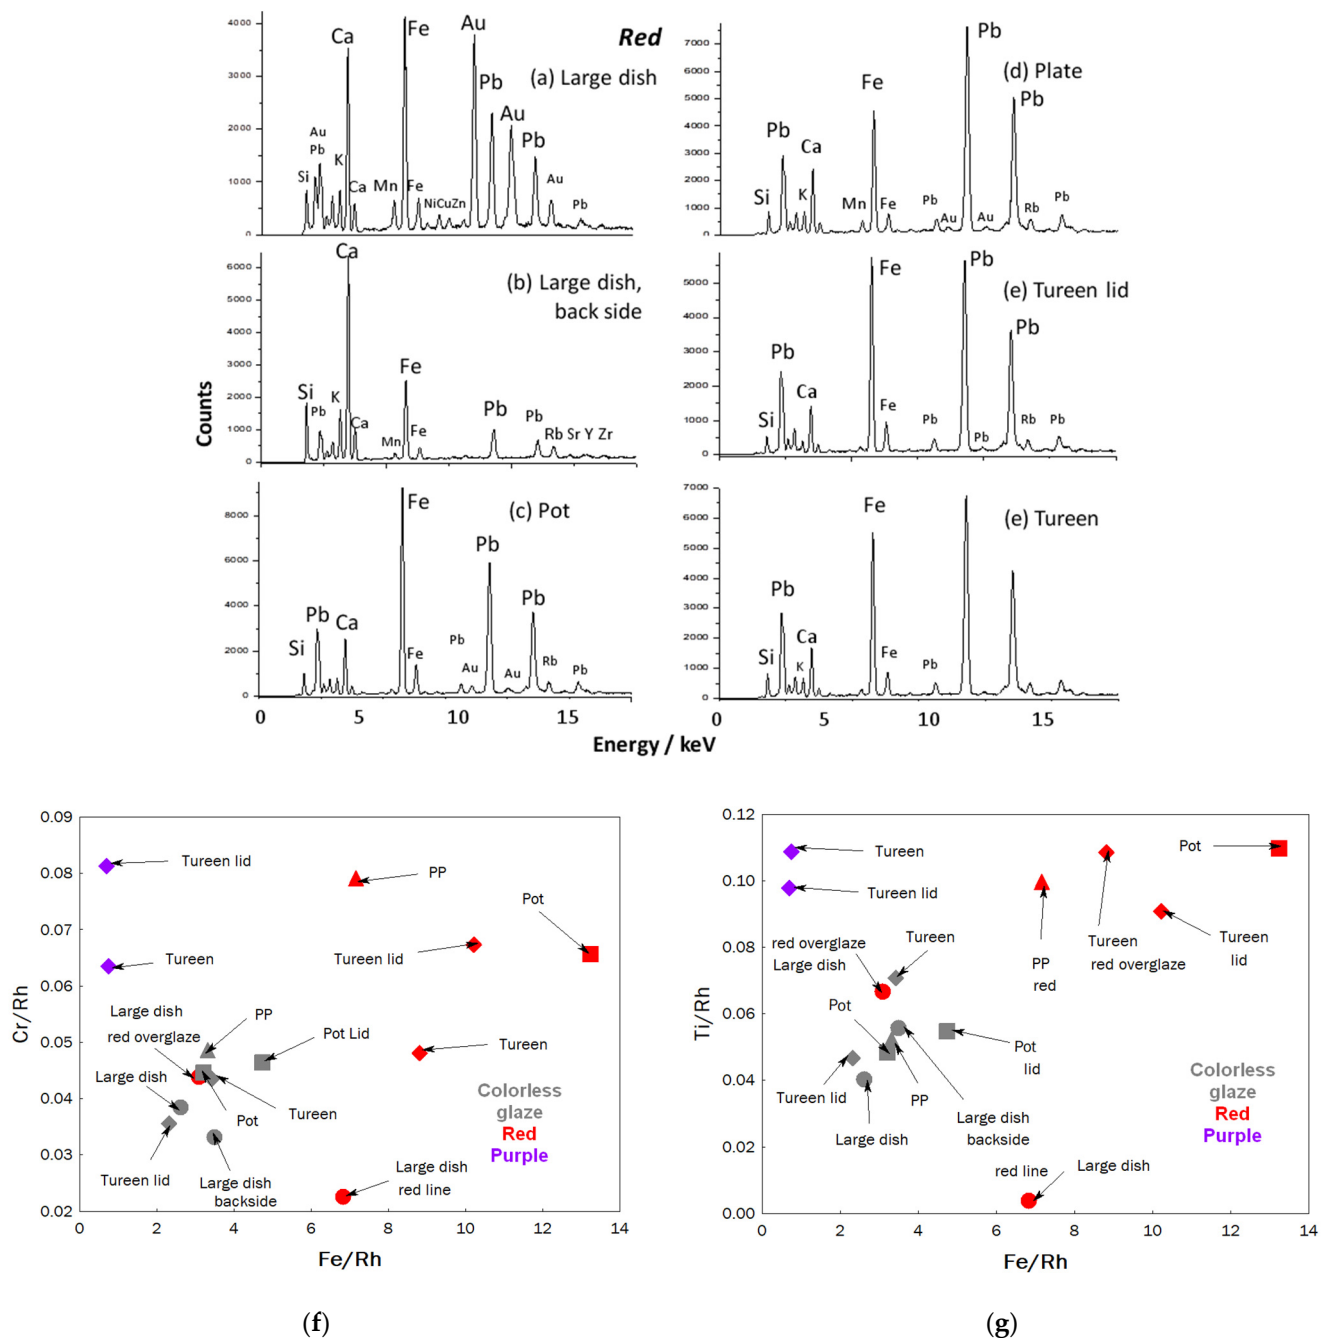 Red
Counts
Energy / keV
(a) Large dish
4000
3000
2000
1000
0
Si
Au
Pb
K
Ca
Ca
Mn
Fe
Fe
NiCuZn
Au
Pb
Au
Pb
Au
Pb
(b) Large dish,
back side
6000
5000
4000
3000
2000
1000
0
Si
Pb
K
Ca
Ca
Mn
Fe
Fe
Pb
Pb
Rb Sr Y Zr
(c) Pot
8000
6000
4000
2000
0
Si
Pb
Ca
Fe
Fe
Pb
Au
Pb
Au
Pb
Rb
Pb
0 5 10 15
(d) Plate
7000
6000
5000
4000
3000
2000
1000
0
Si
Pb
K
Ca
Mn
Fe
Fe
Pb
Au
Pb
Au
Pb
Rb
Pb
(e) Tureen lid
5000
4000
3000
2000
1000
0
Si
Pb
Ca
Fe
Fe
Pb
Pb
Pb
Pb
Rb
Pb
(e) Tureen
7000
6000
5000
4000
3000
2000
1000
0
Si
Pb
K
Ca
Fe
Fe
Pb
0 5 10 15
Cr/Rh
0.09
0.08
0.07
0.06
0.05
0.04
0.03
0.02
Tureen lid
PP
Pot
Tureen
Tureen lid
Large dish
red overglaze
PP
Pot Lid
Tureen
Large dish
Pot
Tureen
Tureen lid
Large dish
backside
Large dish
red line
Colorless
glaze
Red
Purple
0 2 4 6 8 10 12 14
Fe/Rh
(f)
Ti/Rh
0.12
0.10
0.08
0.06
0.04
0.02
0.00
Tureen
Tureen lid
Pot
red overglaze
Large dish
Tureen
PP
red
Tureen
red overglaze
Tureen
lid
Pot
Pot
lid
Tureen lid
PP
Large dish
Large dish
backside
red line
Large dish
Colorless
glaze
Red
Purple
0 2 4 6 8 10 12 14
Fe/Rh
(g)